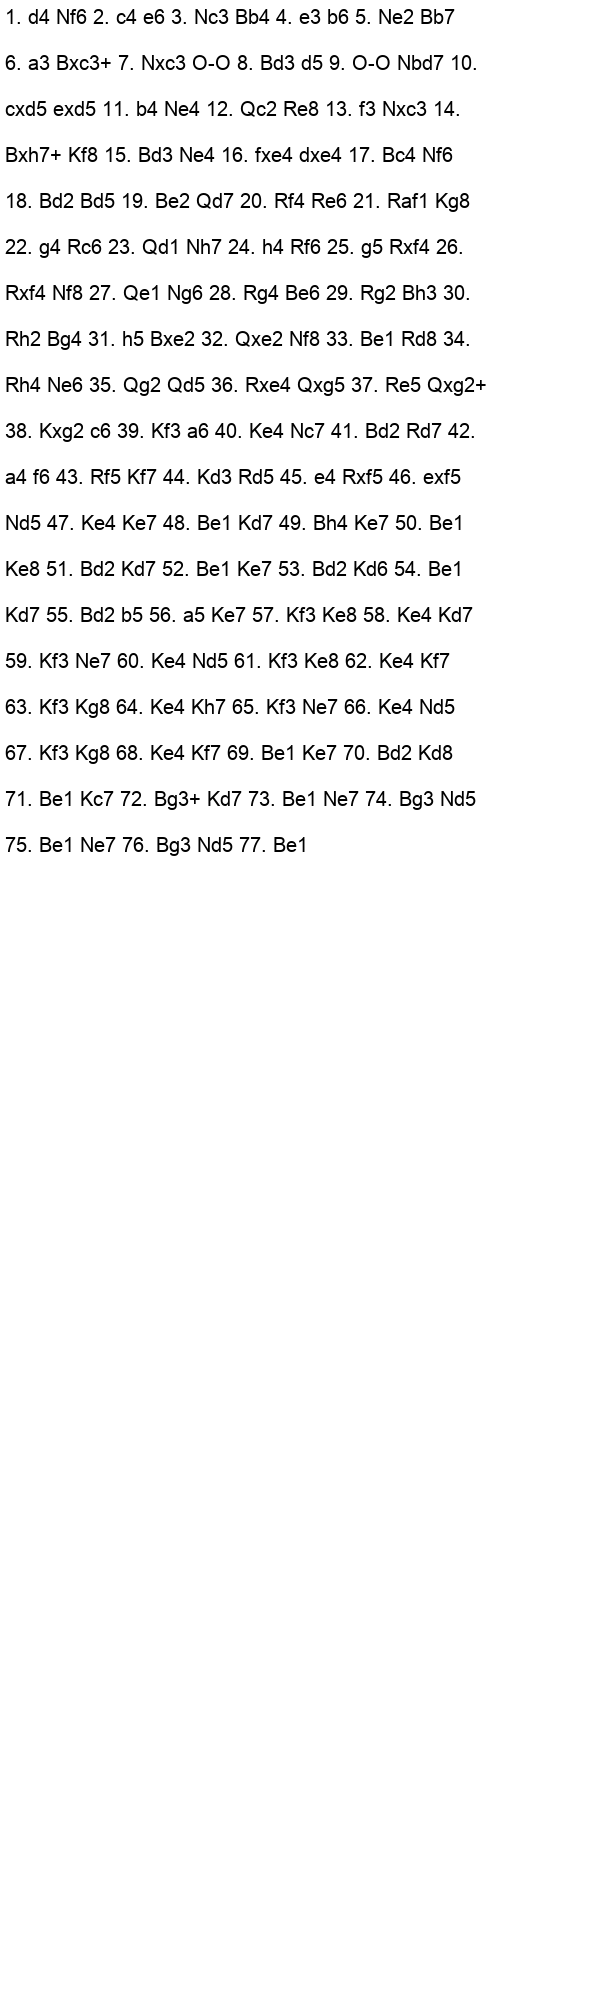 1. d4 Nf6 2. c4 e6 3. Nc3 Bb4 4. e3 b6 5. Ne2 Bb7
6. a3 Bxc3+ 7. Nxc3 O-O 8. Bd3 d5 9. O-O Nbd7 10.
cxd5 exd5 11. b4 Ne4 12. Qc2 Re8 13. f3 Nxc3 14.
Bxh7+ Kf8 15. Bd3 Ne4 16. fxe4 dxe4 17. Bc4 Nf6
18. Bd2 Bd5 19. Be2 Qd7 20. Rf4 Re6 21. Raf1 Kg8
22. g4 Rc6 23. Qd1 Nh7 24. h4 Rf6 25. g5 Rxf4 26.
Rxf4 Nf8 27. Qe1 Ng6 28. Rg4 Be6 29. Rg2 Bh3 30.
Rh2 Bg4 31. h5 Bxe2 32. Qxe2 Nf8 33. Be1 Rd8 34.
Rh4 Ne6 35. Qg2 Qd5 36. Rxe4 Qxg5 37. Re5 Qxg2+
38. Kxg2 c6 39. Kf3 a6 40. Ke4 Nc7 41. Bd2 Rd7 42.
a4 f6 43. Rf5 Kf7 44. Kd3 Rd5 45. e4 Rxf5 46. exf5
Nd5 47. Ke4 Ke7 48. Be1 Kd7 49. Bh4 Ke7 50. Be1
Ke8 51. Bd2 Kd7 52. Be1 Ke7 53. Bd2 Kd6 54. Be1
Kd7 55. Bd2 b5 56. a5 Ke7 57. Kf3 Ke8 58. Ke4 Kd7
59. Kf3 Ne7 60. Ke4 Nd5 61. Kf3 Ke8 62. Ke4 Kf7
63. Kf3 Kg8 64. Ke4 Kh7 65. Kf3 Ne7 66. Ke4 Nd5
67. Kf3 Kg8 68. Ke4 Kf7 69. Be1 Ke7 70. Bd2 Kd8
71. Be1 Kc7 72. Bg3+ Kd7 73. Be1 Ne7 74. Bg3 Nd5
75. Be1 Ne7 76. Bg3 Nd5 77. Be1